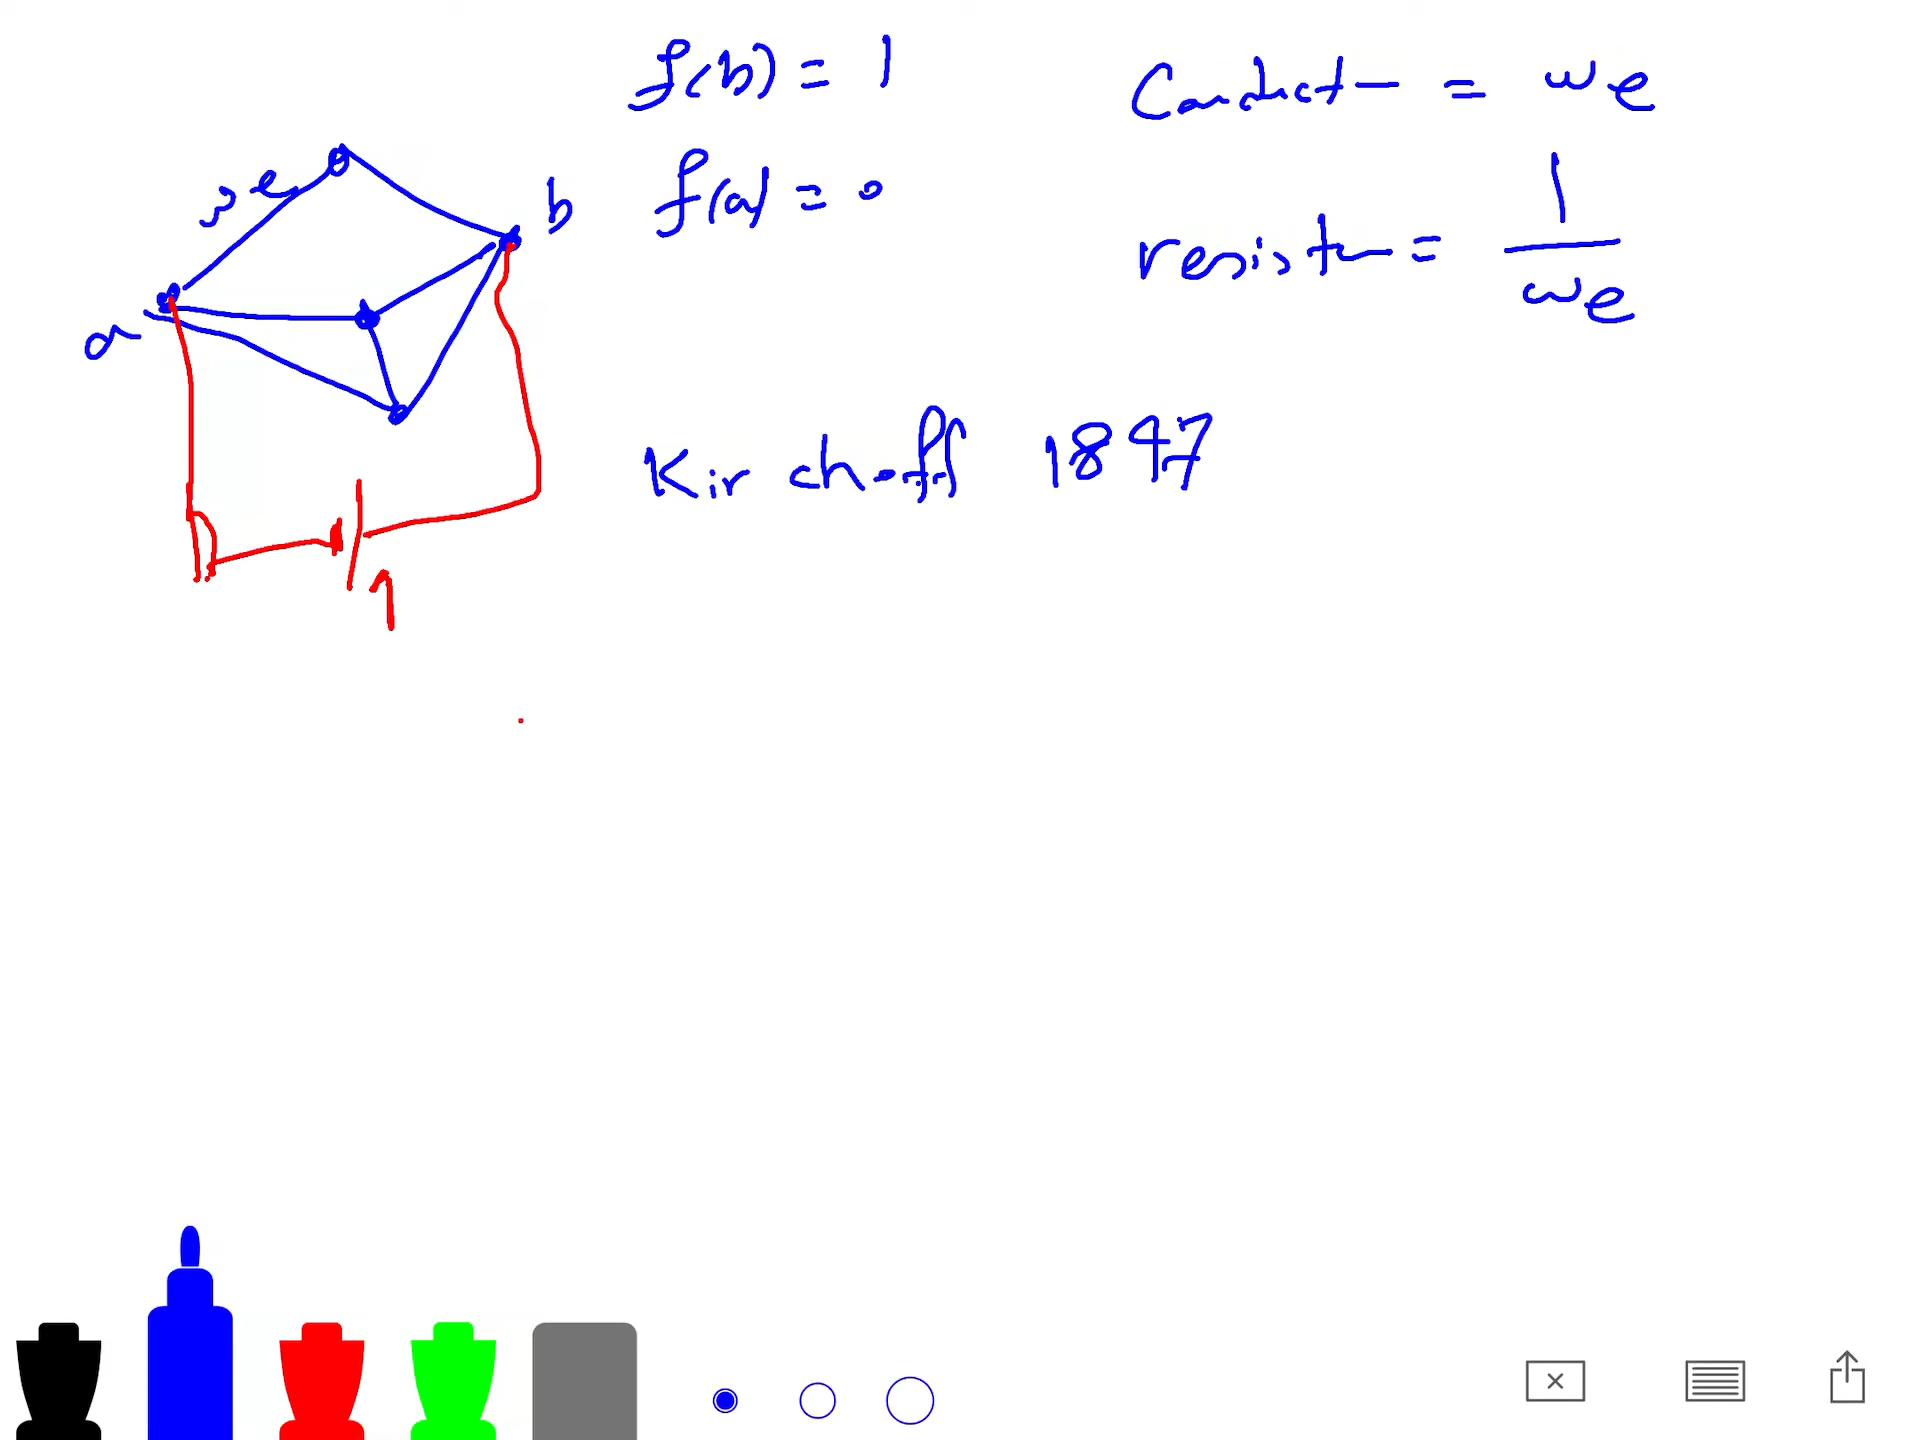 f(b) = 1
f(a) = 0
Conduct = we
resist = 1/we
we
a
b
1
Kirchoff 1847